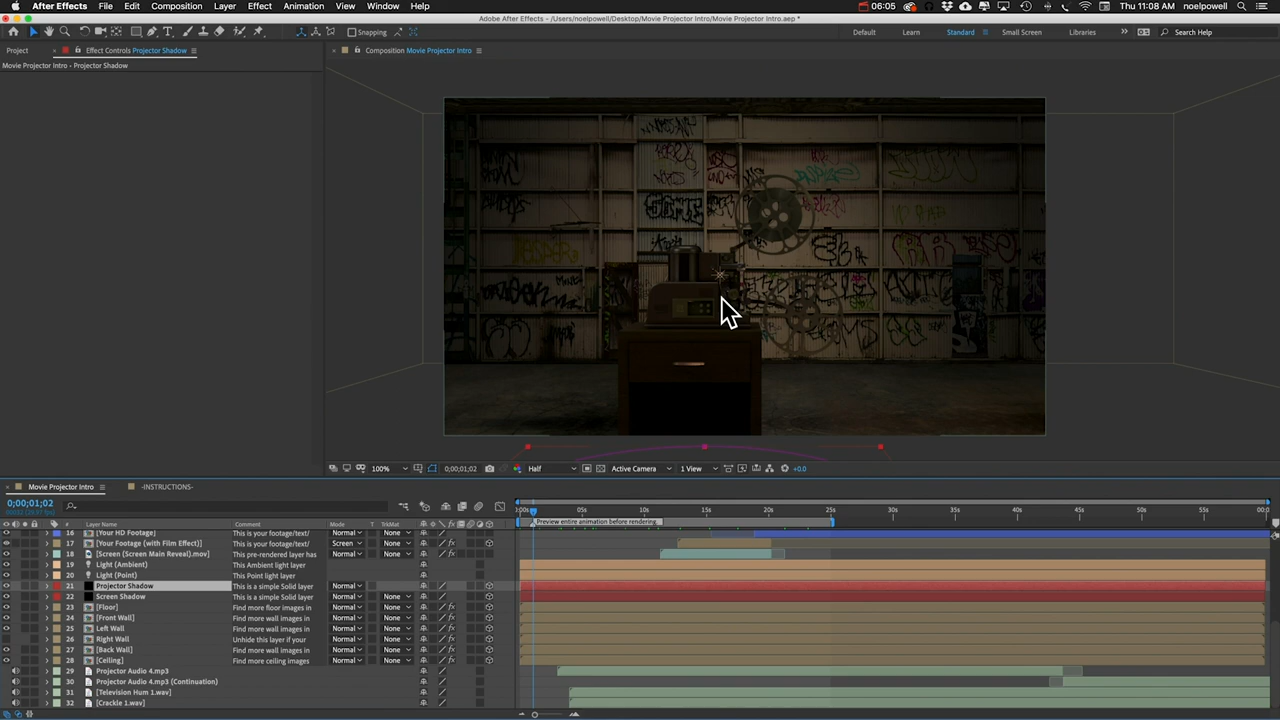 After Effects File Edit Composition Layer Effect Animation View Window Help 06:05 Thu 11:08 AM noelpowell
Adobe After Effects - /Users/noelpowell/Desktop/Movie Projector Intro/Movie Projector Intro.aep *
Snapping Default Learn Standard Small Screen Libraries Search Help
Project Effect Controls Projector Shadow Composition Movie Projector Intro
Movie Projector Intro - Projector Shadow
100% 0;00;01;02 Half Active Camera 1 View +0.0
Movie Projector Intro -INSTRUCTIONS-
0;00;01;02
# Layer Name Comment Mode T TrkMat 05s 10s 15s 20s 25s 30s 35s 40s 45s 50s 55s
Preview entire animation before rendering.
16 [Your HD Footage] This is your footage/text/ Normal None
17 [Your Footage (with Film Effect)] This is your footage/text/ Screen None
18 [Screen (Screen Main Reveal).mov] This pre-rendered layer has Normal None
19 Light (Ambient) This Ambient light layer
20 Light (Point) This Point light layer
21 Projector Shadow This is a simple Solid layer Normal
22 Screen Shadow This is a simple Solid layer Normal None
23 [Floor] Find more floor images in Normal None
24 [Front Wall] Find more wall images in Normal None
25 Left Wall Find more wall images in Normal None
26 Right Wall Unhide this layer if your Normal None
27 [Back Wall] Find more wall images in Normal None
28 [Ceiling] Find more ceiling images Normal None
29 Projector Audio 4.mp3
30 Projector Audio 4.mp3 (Continuation)
31 [Television Hum 1.wav]
32 [Crackle 1.wav]